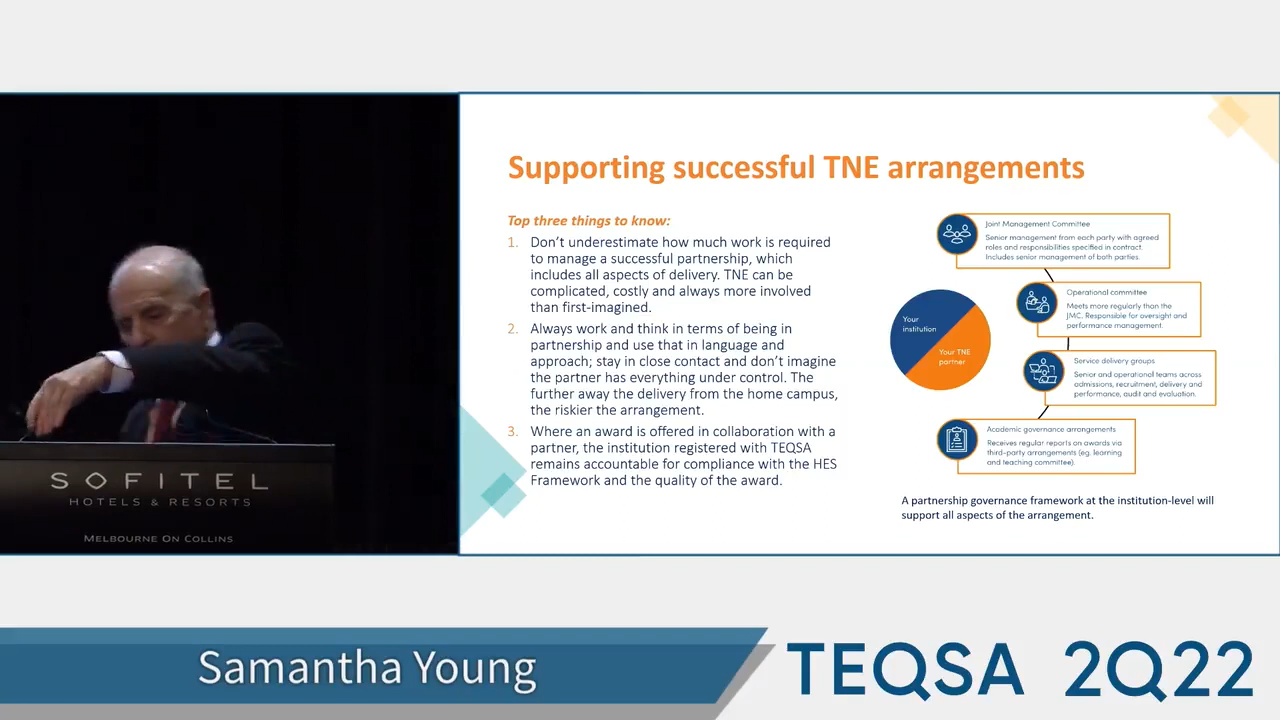 Supporting successful TNE arrangements
Top three things to know:
1. Don't underestimate how much work is required
to manage a successful partnership, which
includes all aspects of delivery. TNE can be
complicated, costly and always more involved
than first-imagined.
2. Always work and think in terms of being in
partnership and use that in language and
approach; stay in close contact and don't imagine
the partner has everything under control. The
further away the delivery from the home campus,
the riskier the arrangement.
3. Where an award is offered in collaboration with a
partner, the institution registered with TEQSA
remains accountable for compliance with the HES
Framework and the quality of the award.
Your
institution
Your TNE
partner
Joint Management Committee
Senior management from each party with agreed
roles and responsibilities specified in contract.
Includes senior management of both parties.
Operational committee
Meets more regularly than the
JMC. Responsible for oversight and
performance management.
Service delivery groups
Senior and operational teams across
admissions, recruitment, delivery and
performance, audit and evaluation.
Academic governance arrangements
Receives regular reports on awards via
third-party arrangements (eg. learning
and teaching committee).
A partnership governance framework at the institution-level will
support all aspects of the arrangement.
SOFITEL
HOTELS & RESORTS
MELBOURNE ON COLLINS
Samantha Young
TEQSA 2Q22